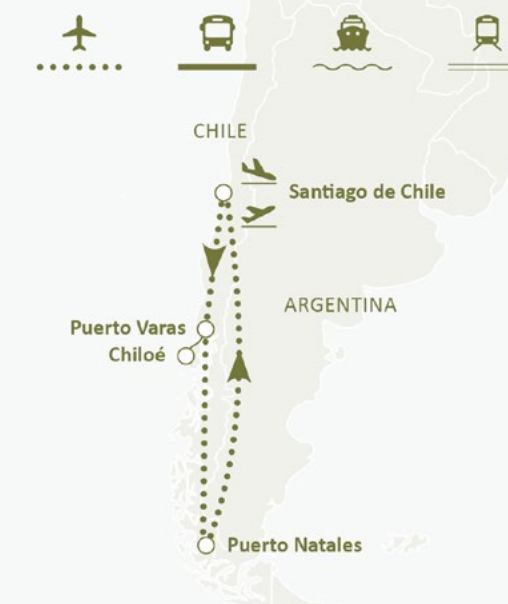 CHILE
Santiago de Chile
ARGENTINA
Puerto Varas
Chiloé
Puerto Natales